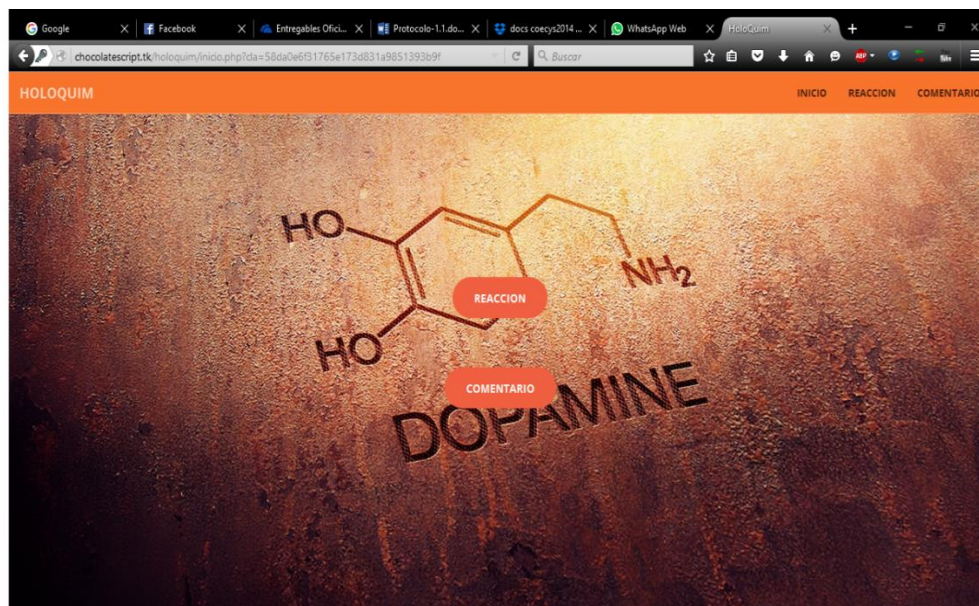 Google Facebook Entregables Ofici... Protocolo-1.1.do... docs coecys2014 ... WhatsApp Web HoloQuim
chocolatescript.tk/holoquim/inicio.php?da=58da0e6f31765e173d831a9851393b9f Buscar
HOLOQUIM INICIO REACCION COMENTARIO
HO
NH2
REACCION
HO
COMENTARIO
DOPAMINE